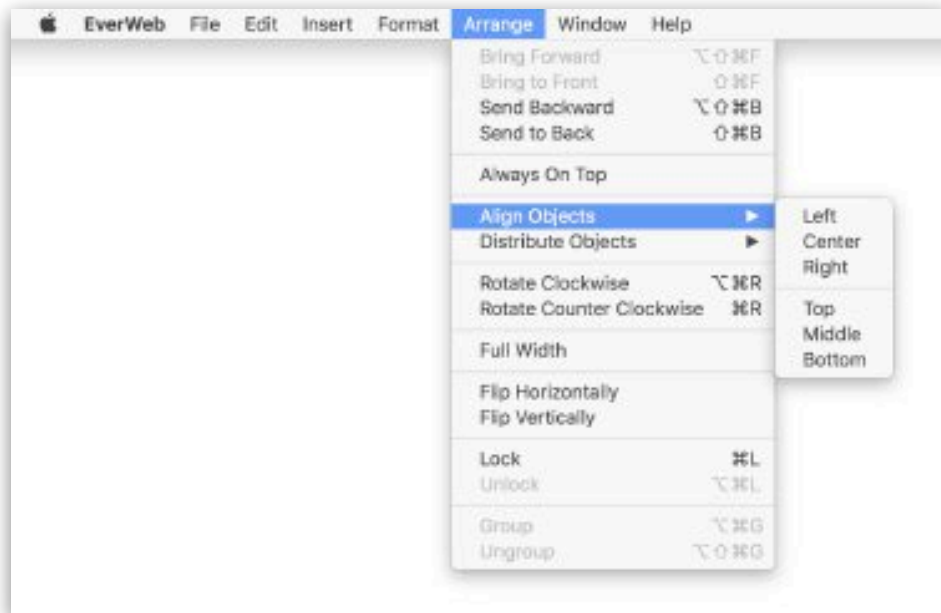 EverWeb File Edit Insert Format Arrange Window Help
Bring Forward ⌥⇧⌘F
Bring to Front ⇧⌘F
Send Backward ⌥⇧⌘B
Send to Back ⇧⌘B
Always On Top
Align Objects ▶
Distribute Objects ▶
Rotate Clockwise ⌥⌘R
Rotate Counter Clockwise ⌘R
Full Width
Flip Horizontally
Flip Vertically
Lock ⌘L
Unlock ⌥⌘L
Group ⌥⌘G
Ungroup ⌥⇧⌘G
Left
Center
Right
Top
Middle
Bottom